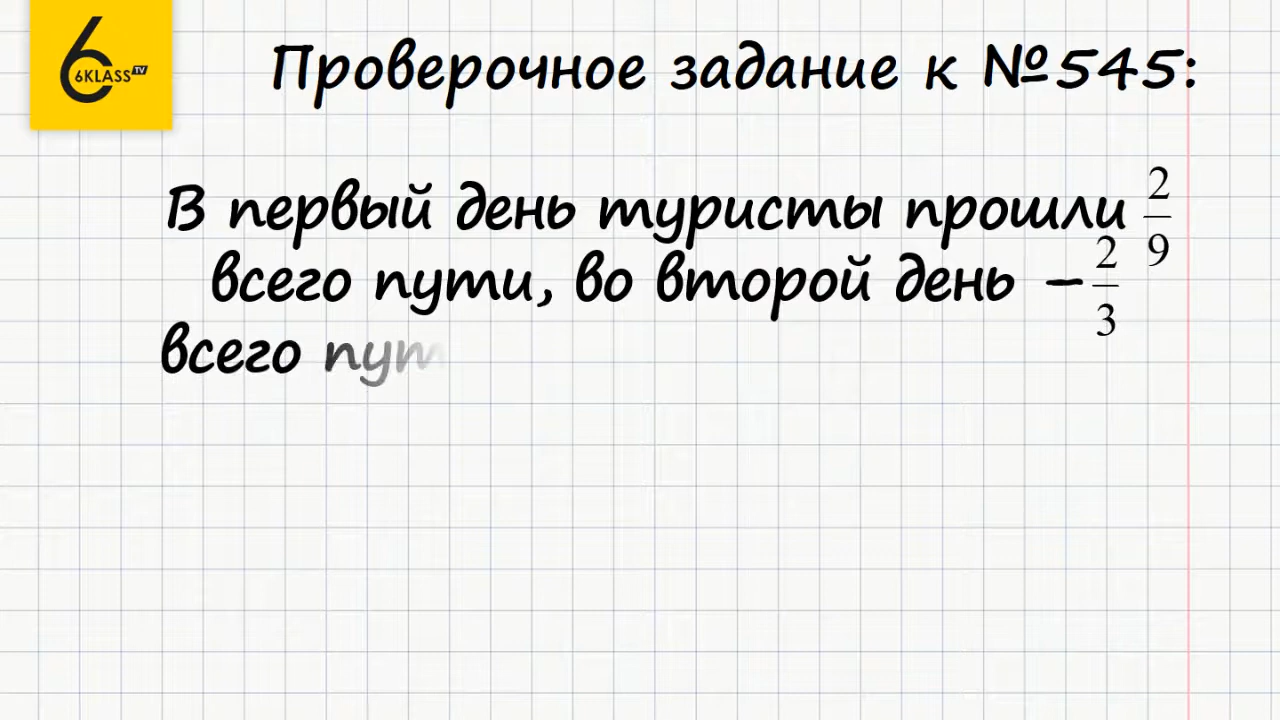 6KLASS TV
Проверочное задание к №545:
В первый день туристы прошли 2/9
всего пути, во второй день – 2/3
всего пут